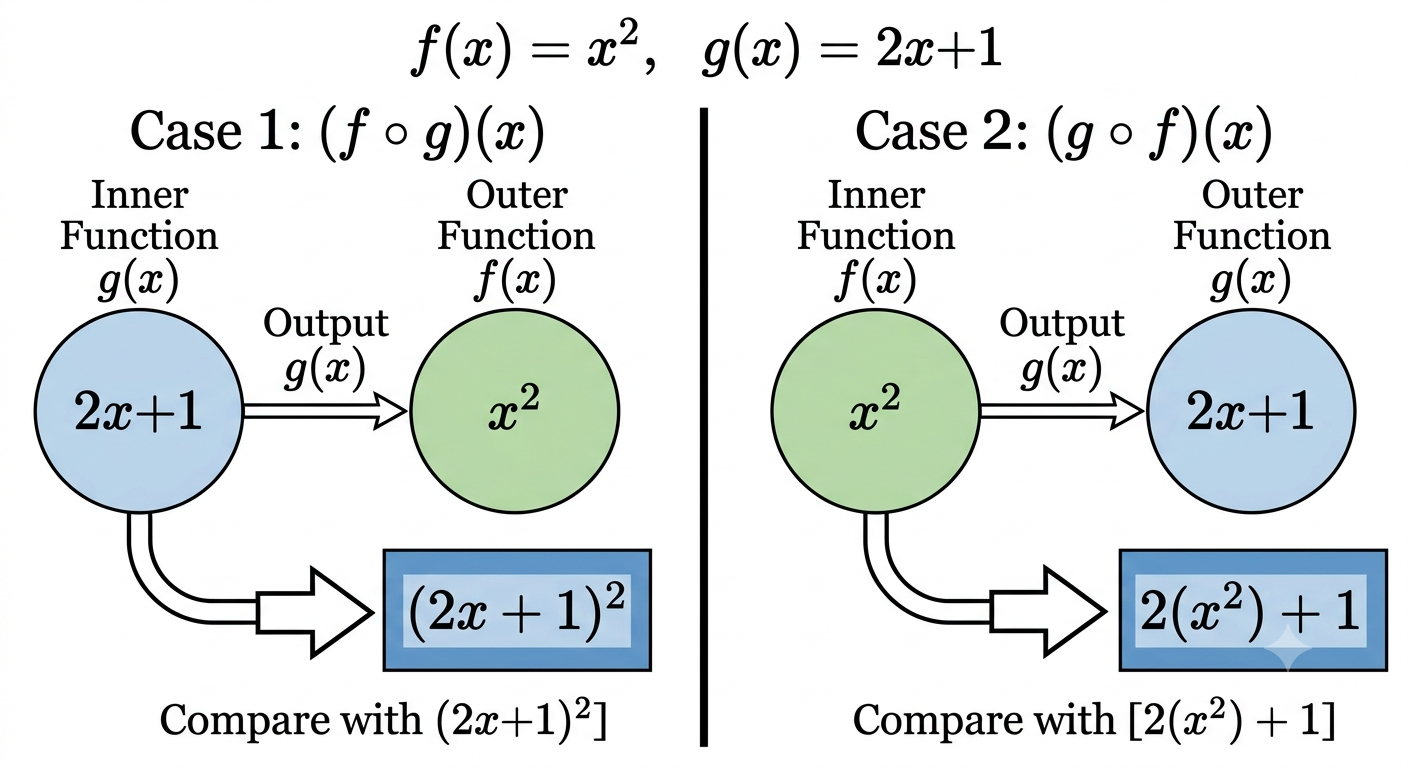 f(x) = x², g(x) = 2x+1
Case 1: (f ∘ g)(x)
Inner
Function
g(x)
Outer
Function
f(x)
Output
g(x)
2x+1
x²
(2x + 1)²
Compare with (2x+1)²]
Case 2: (g ∘ f)(x)
Inner
Function
f(x)
Outer
Function
g(x)
Output
g(x)
x²
2x+1
2(x²) + 1
Compare with [2(x²) + 1]